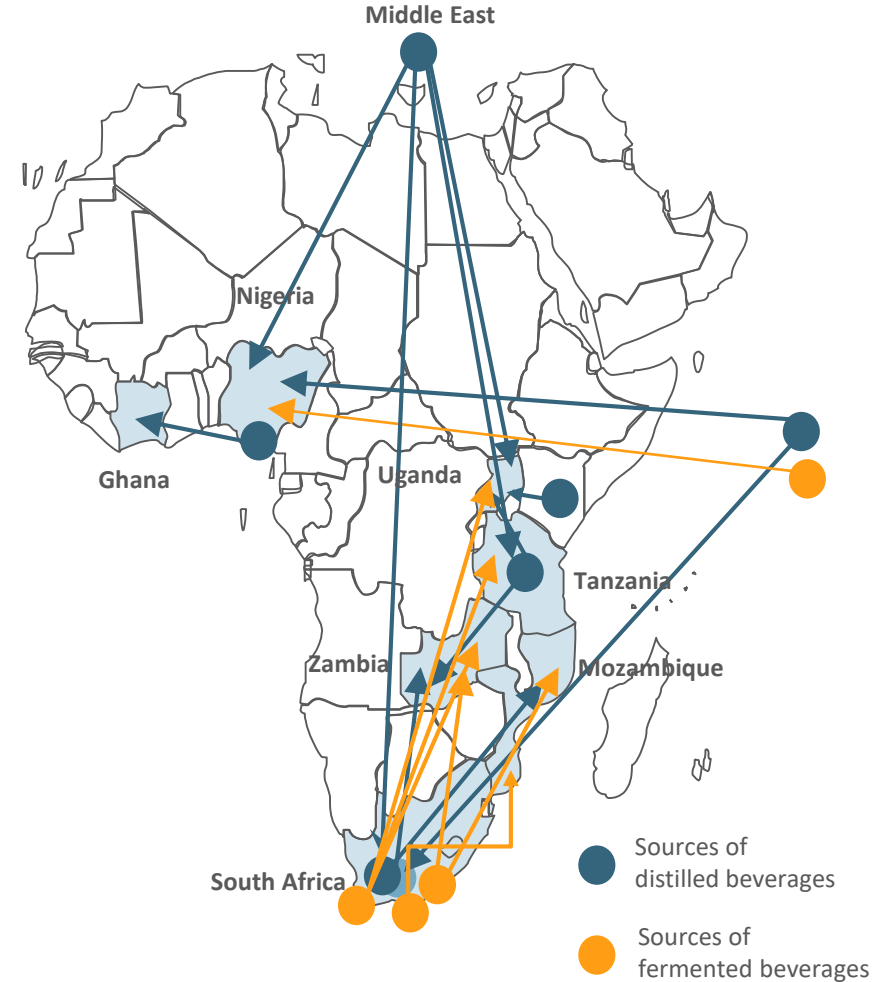 Middle East
Nigeria
Ghana
Uganda
Tanzania
Zambia
Mozambique
South Africa
Sources of
distilled beverages
Sources of
fermented beverages